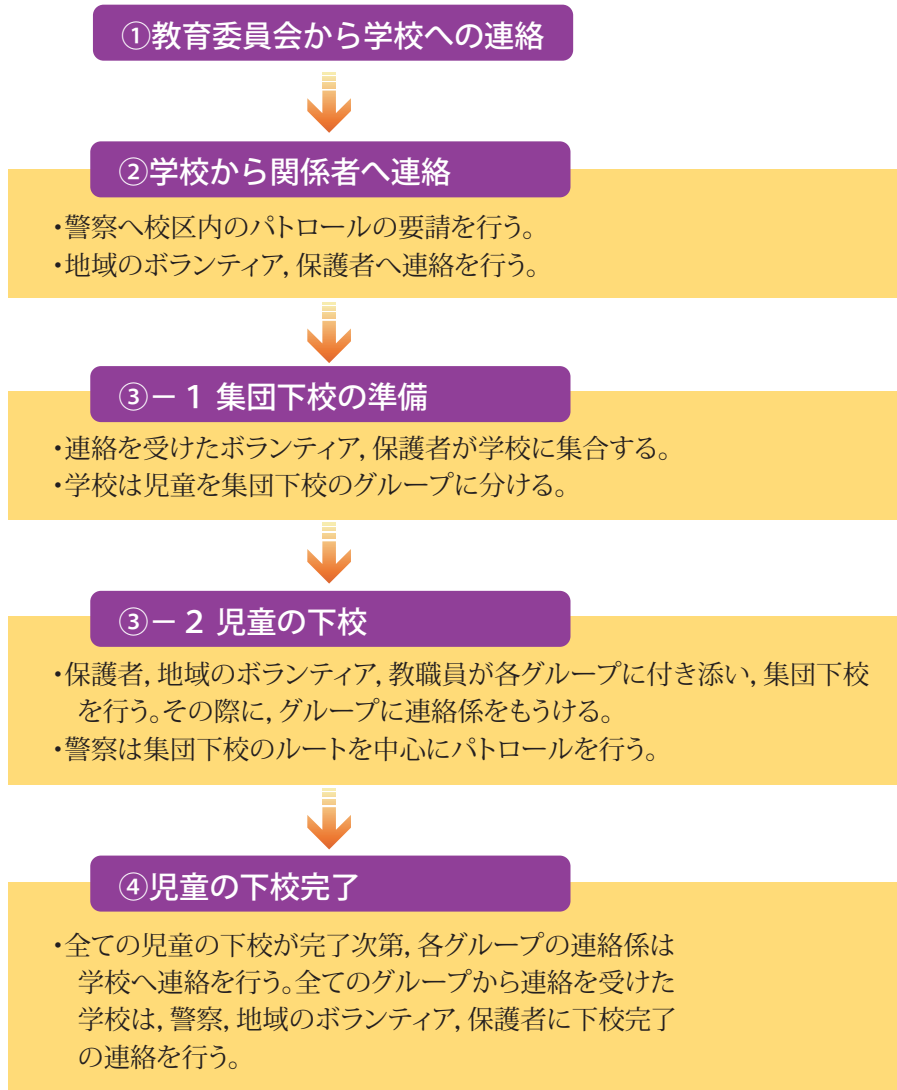 ①教育委員会から学校への連絡
②学校から関係者へ連絡
・警察へ校区内のパトロールの要請を行う。
・地域のボランティア，保護者へ連絡を行う。
③－１ 集団下校の準備
・連絡を受けたボランティア，保護者が学校に集合する。
・学校は児童を集団下校のグループに分ける。
③－２ 児童の下校
・保護者，地域のボランティア，教職員が各グループに付き添い，集団下校
を行う。その際に，グループに連絡係をもうける。
・警察は集団下校のルートを中心にパトロールを行う。
④児童の下校完了
・全ての児童の下校が完了次第，各グループの連絡係は
学校へ連絡を行う。全てのグループから連絡を受けた
学校は，警察，地域のボランティア，保護者に下校完了
の連絡を行う。